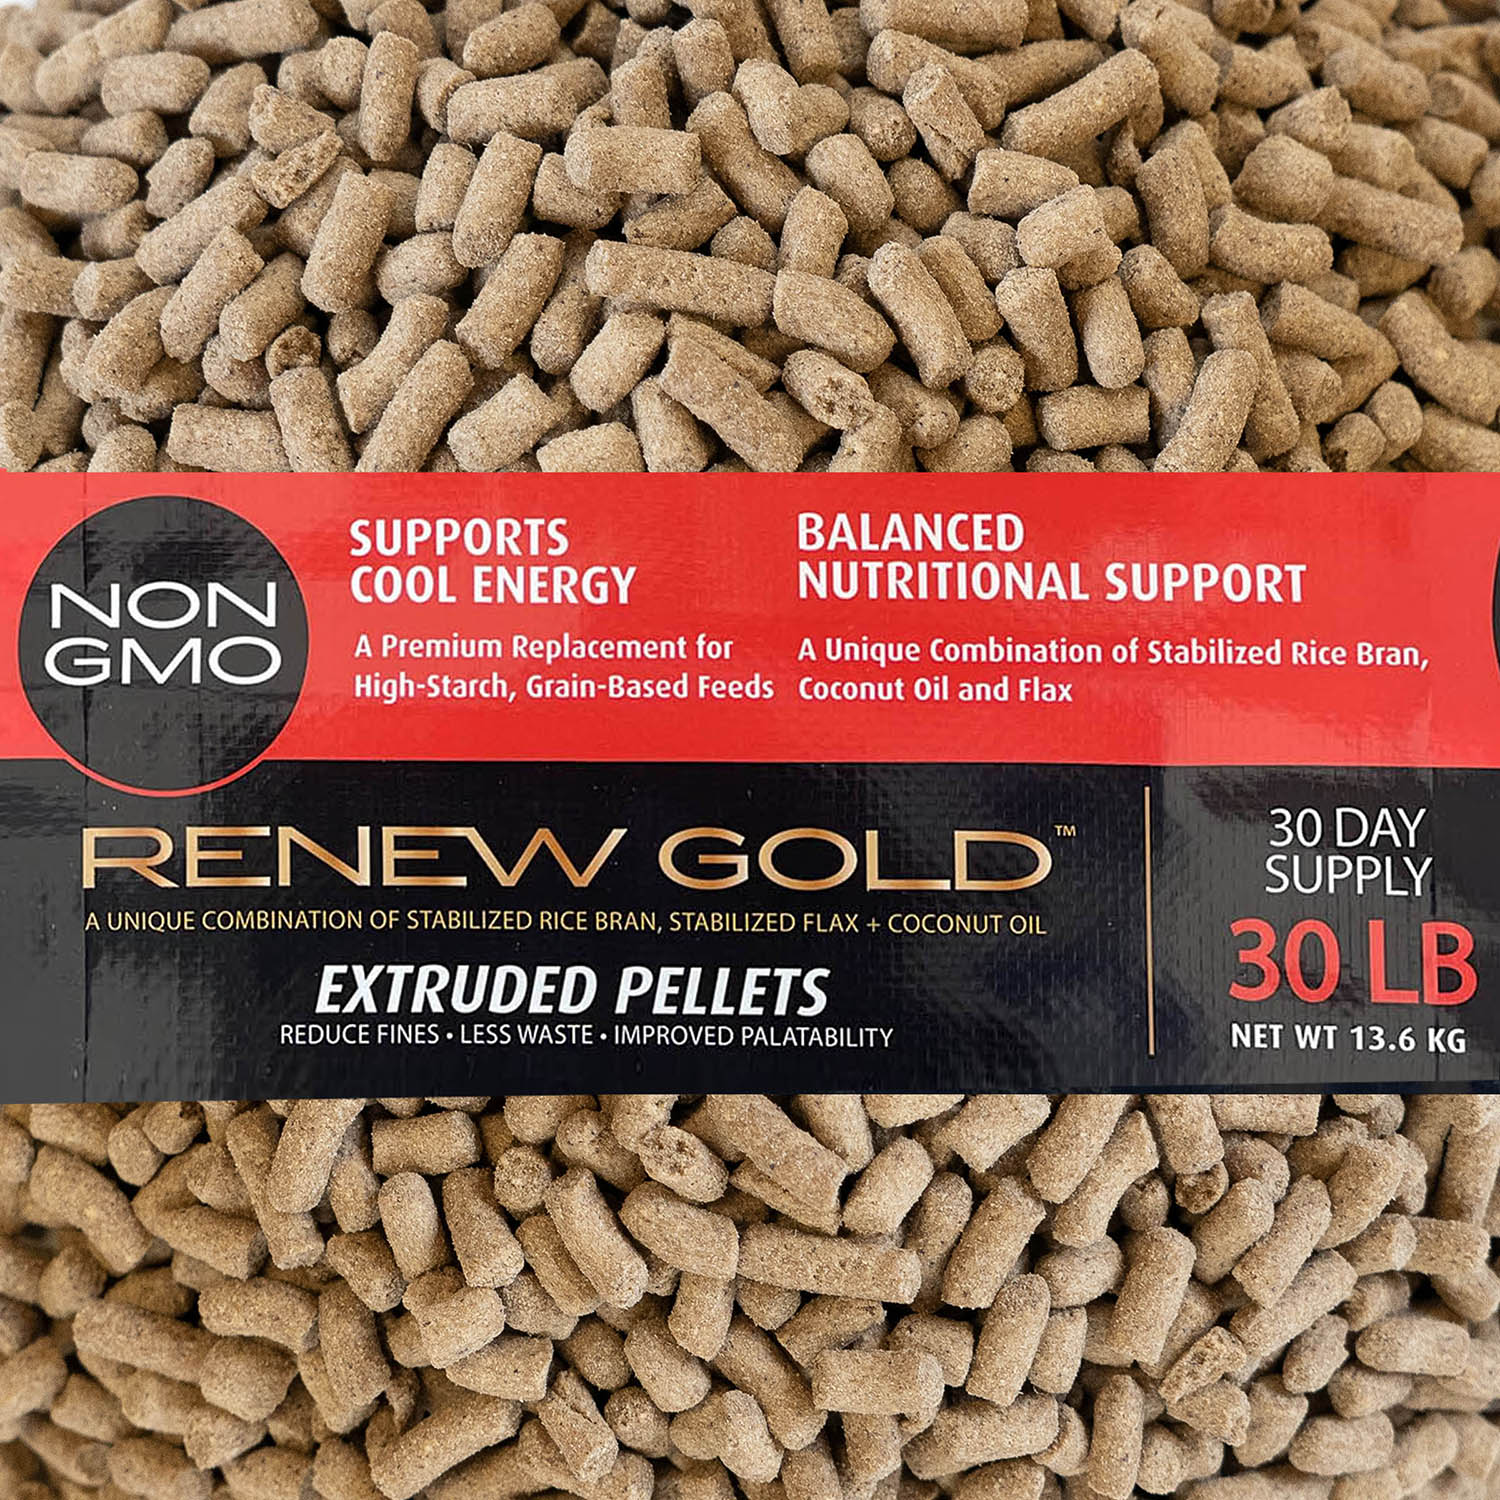 NON
GMO
SUPPORTS
COOL ENERGY
A Premium Replacement for
High-Starch, Grain-Based Feeds
BALANCED
NUTRITIONAL SUPPORT
A Unique Combination of Stabilized Rice Bran,
Coconut Oil and Flax
RENEW GOLD™
A UNIQUE COMBINATION OF STABILIZED RICE BRAN, STABILIZED FLAX + COCONUT OIL
EXTRUDED PELLETS
REDUCE FINES • LESS WASTE • IMPROVED PALATABILITY
30 DAY
SUPPLY
30 LB
NET WT 13.6 KG